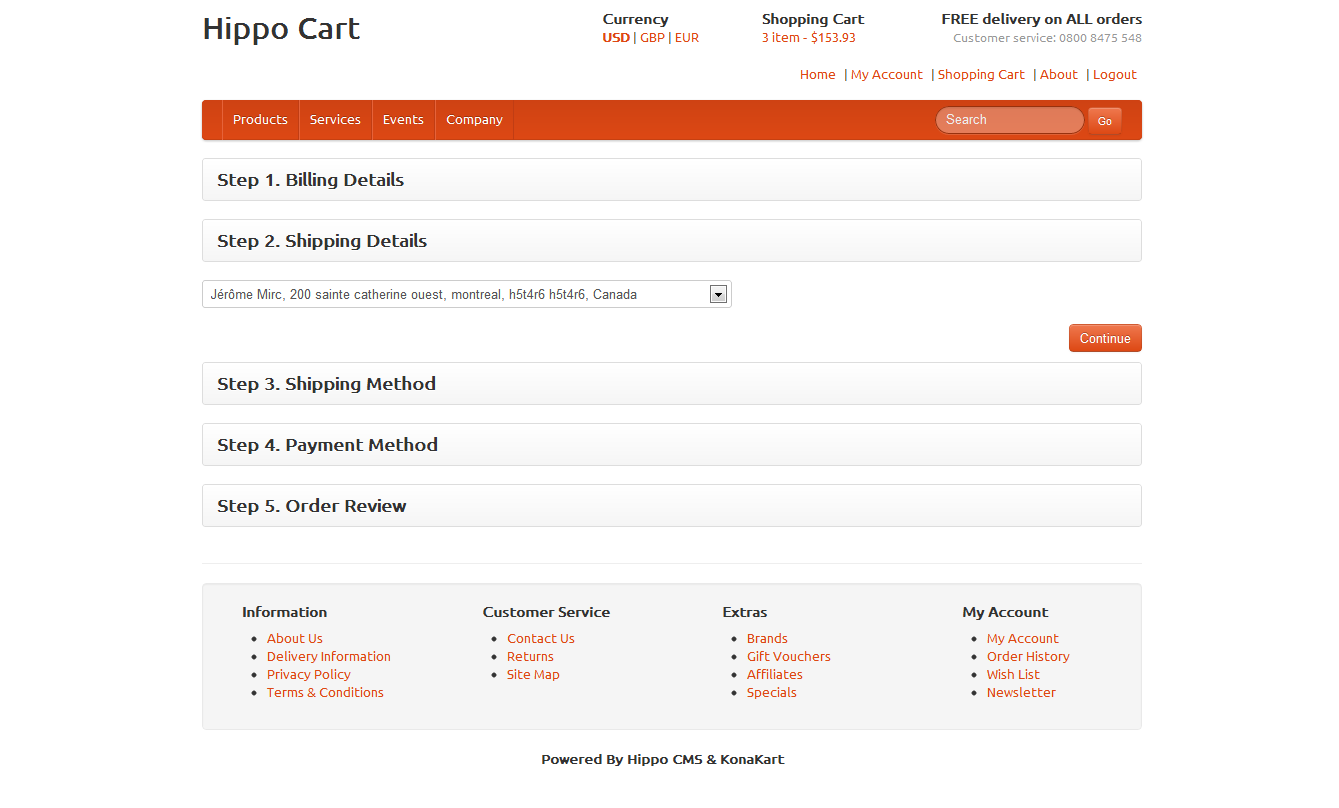 Hippo Cart
Currency
USD | GBP | EUR
Shopping Cart
3 item - $153.93
FREE delivery on ALL orders
Customer service: 0800 8475 548
Home | My Account | Shopping Cart | About | Logout
Products Services Events Company Search Go
Step 1. Billing Details
Step 2. Shipping Details
Jérôme Mirc, 200 sainte catherine ouest, montreal, h5t4r6 h5t4r6, Canada
Continue
Step 3. Shipping Method
Step 4. Payment Method
Step 5. Order Review
Information
About Us
Delivery Information
Privacy Policy
Terms & Conditions
Customer Service
Contact Us
Returns
Site Map
Extras
Brands
Gift Vouchers
Affiliates
Specials
My Account
My Account
Order History
Wish List
Newsletter
Powered By Hippo CMS & KonaKart